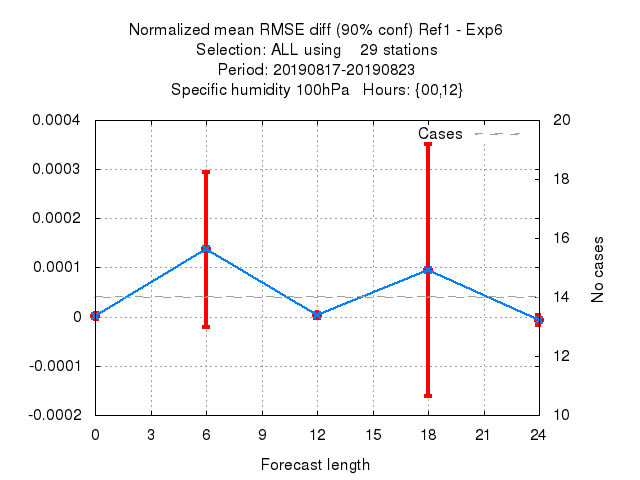 Normalized mean RMSE diff (90% conf) Ref1 - Exp6
Selection: ALL using    29 stations
Period: 20190817-20190823
Specific humidity 100hPa   Hours: {00,12}
Cases
0.0004
0.0003
0.0002
0.0001
0
-0.0001
-0.0002
20
18
16
14
12
10
No cases
0 3 6 9 12 15 18 21 24
Forecast length